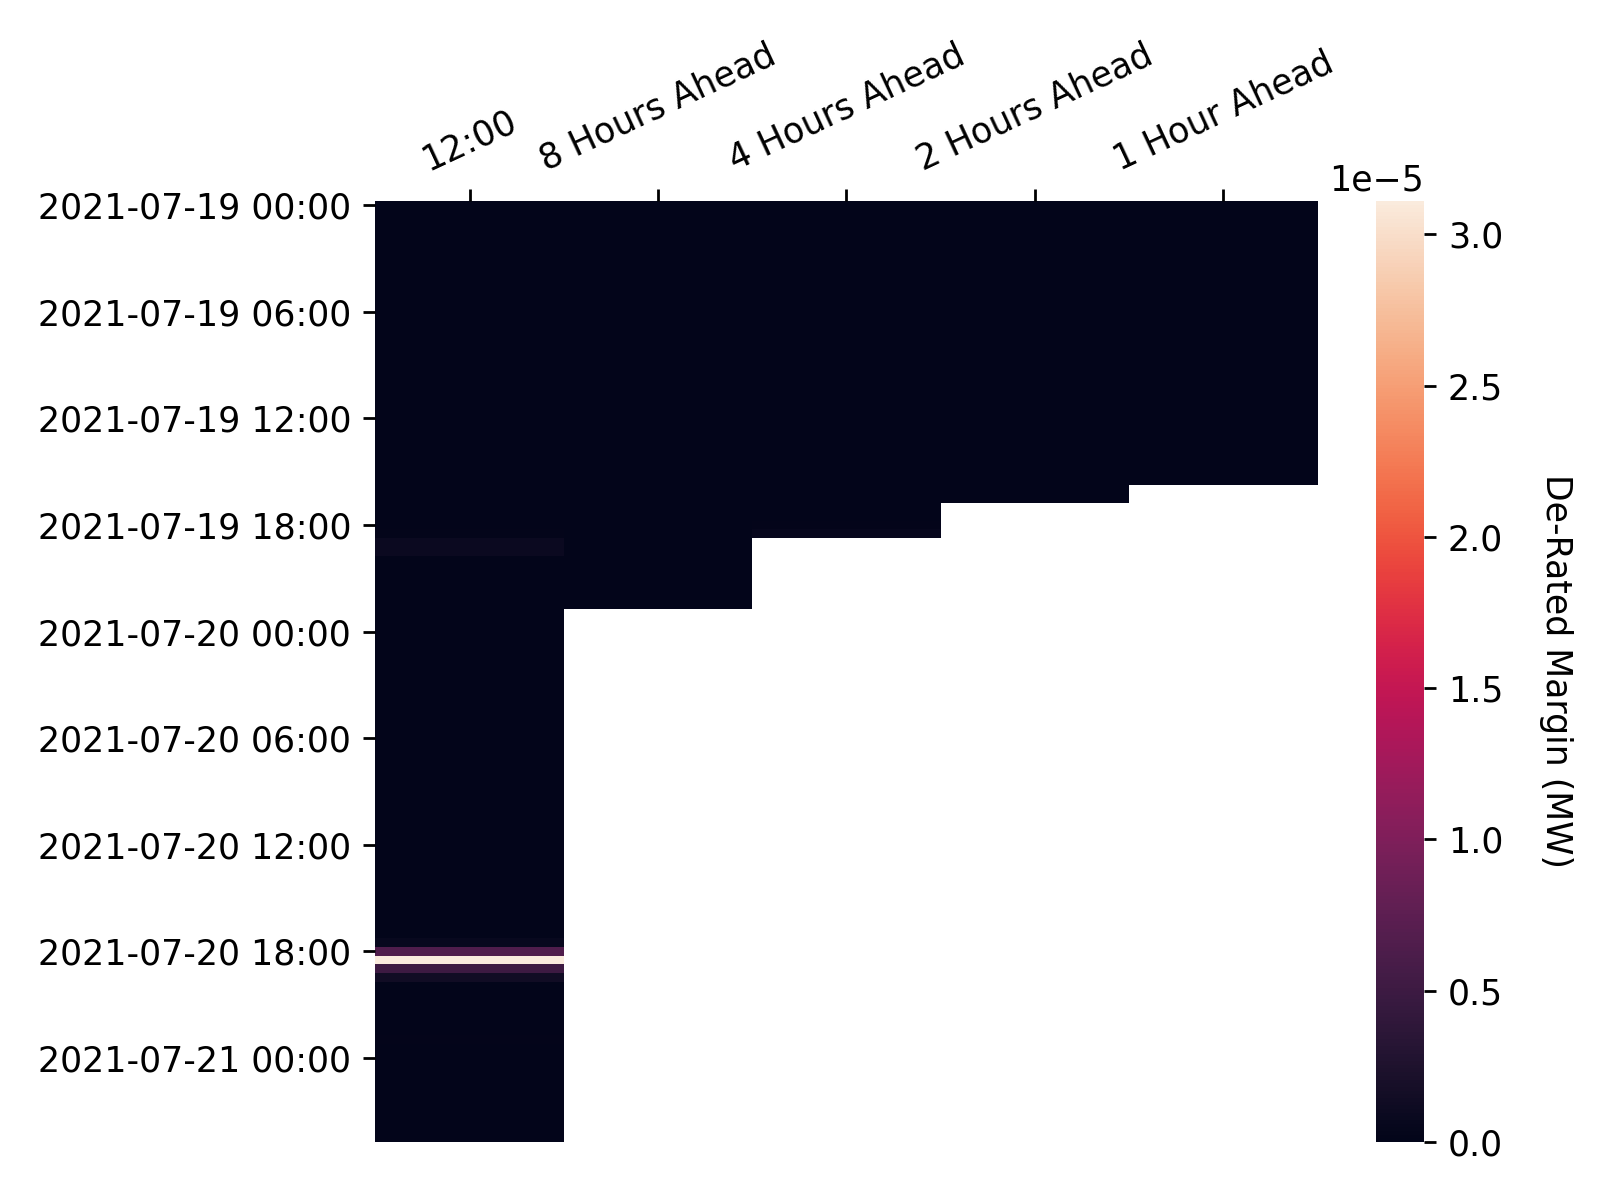 12:00
8 Hours Ahead
4 Hours Ahead
2 Hours Ahead
1 Hour Ahead
1e−5
2021-07-19 00:00
2021-07-19 06:00
2021-07-19 12:00
2021-07-19 18:00
2021-07-20 00:00
2021-07-20 06:00
2021-07-20 12:00
2021-07-20 18:00
2021-07-21 00:00
3.0
2.5
2.0
1.5
1.0
0.5
0.0
De-Rated Margin (MW)